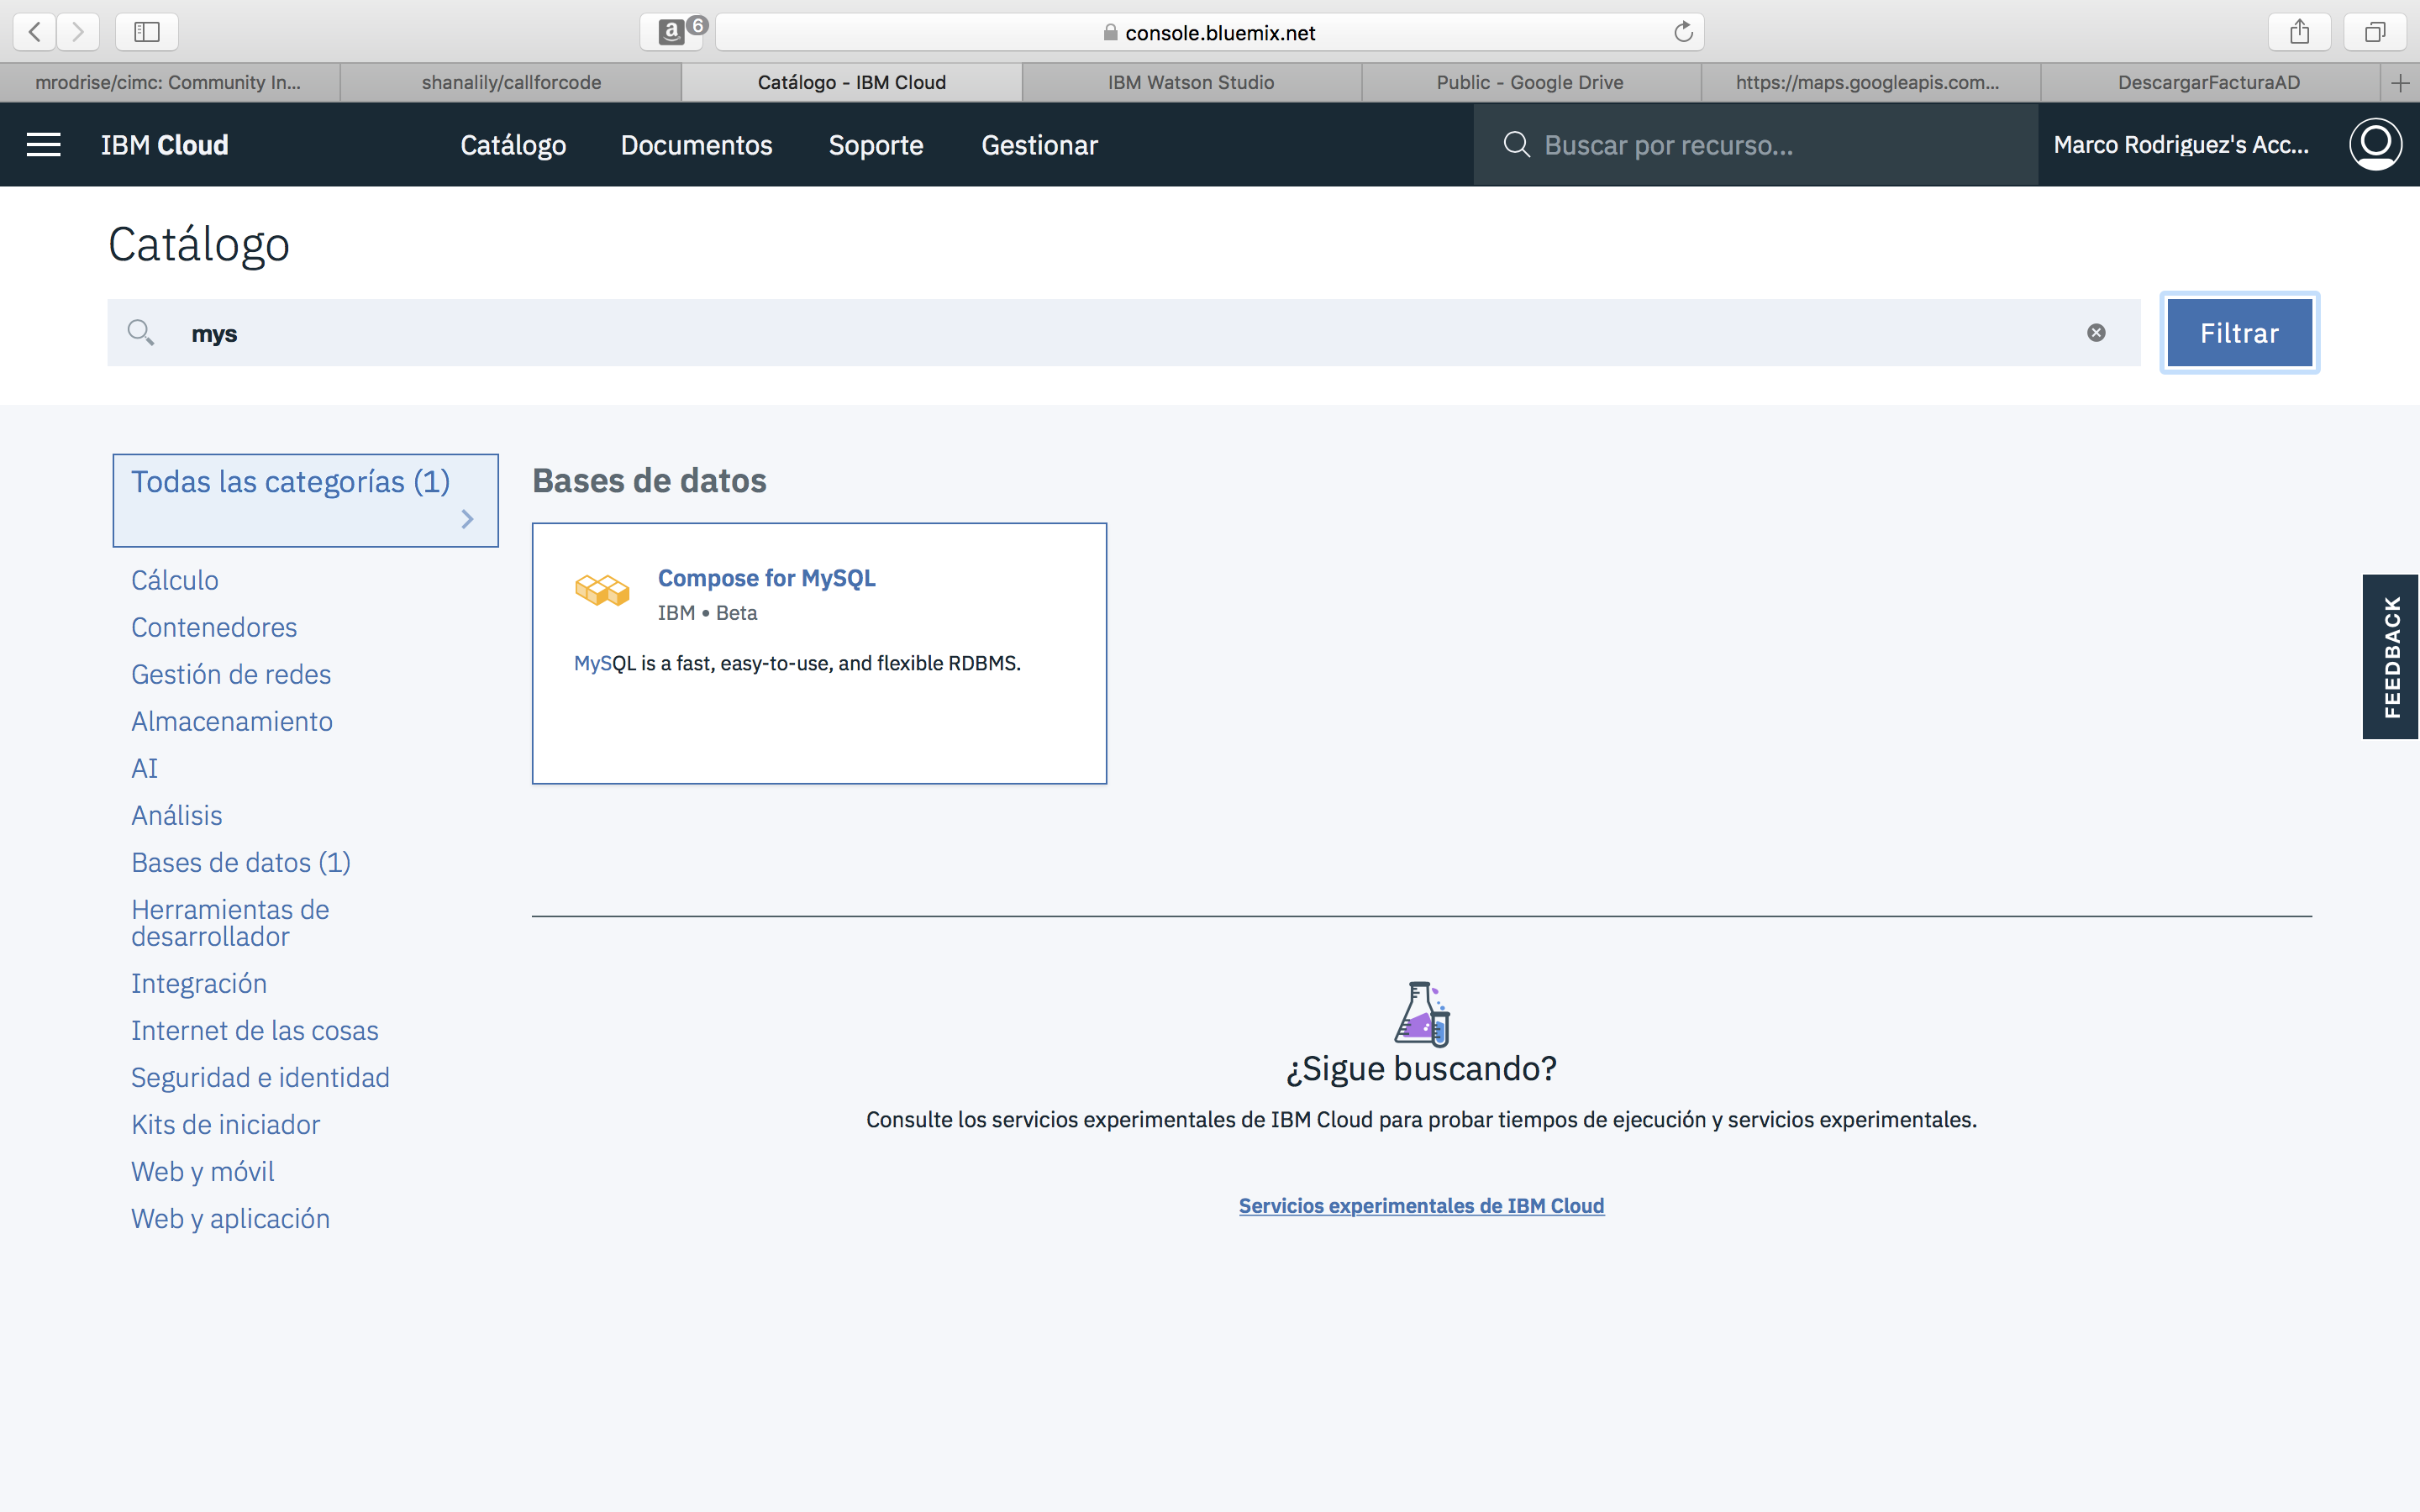 6
console.bluemix.net
mrodrise/cimc: Community In...
shanalily/callforcode
Catálogo - IBM Cloud
IBM Watson Studio
Public - Google Drive
https://maps.googleapis.com...
DescargarFacturaAD
IBM Cloud
Catálogo
Documentos
Soporte
Gestionar
Buscar por recurso...
Marco Rodriguez's Acc...
Catálogo
mys
Filtrar
Todas las categorías (1)
Cálculo
Contenedores
Gestión de redes
Almacenamiento
AI
Análisis
Bases de datos (1)
Herramientas de
desarrollador
Integración
Internet de las cosas
Seguridad e identidad
Kits de iniciador
Web y móvil
Web y aplicación
Bases de datos
Compose for MySQL
IBM • Beta
MySQL is a fast, easy-to-use, and flexible RDBMS.
FEEDBACK
¿Sigue buscando?
Consulte los servicios experimentales de IBM Cloud para probar tiempos de ejecución y servicios experimentales.
Servicios experimentales de IBM Cloud